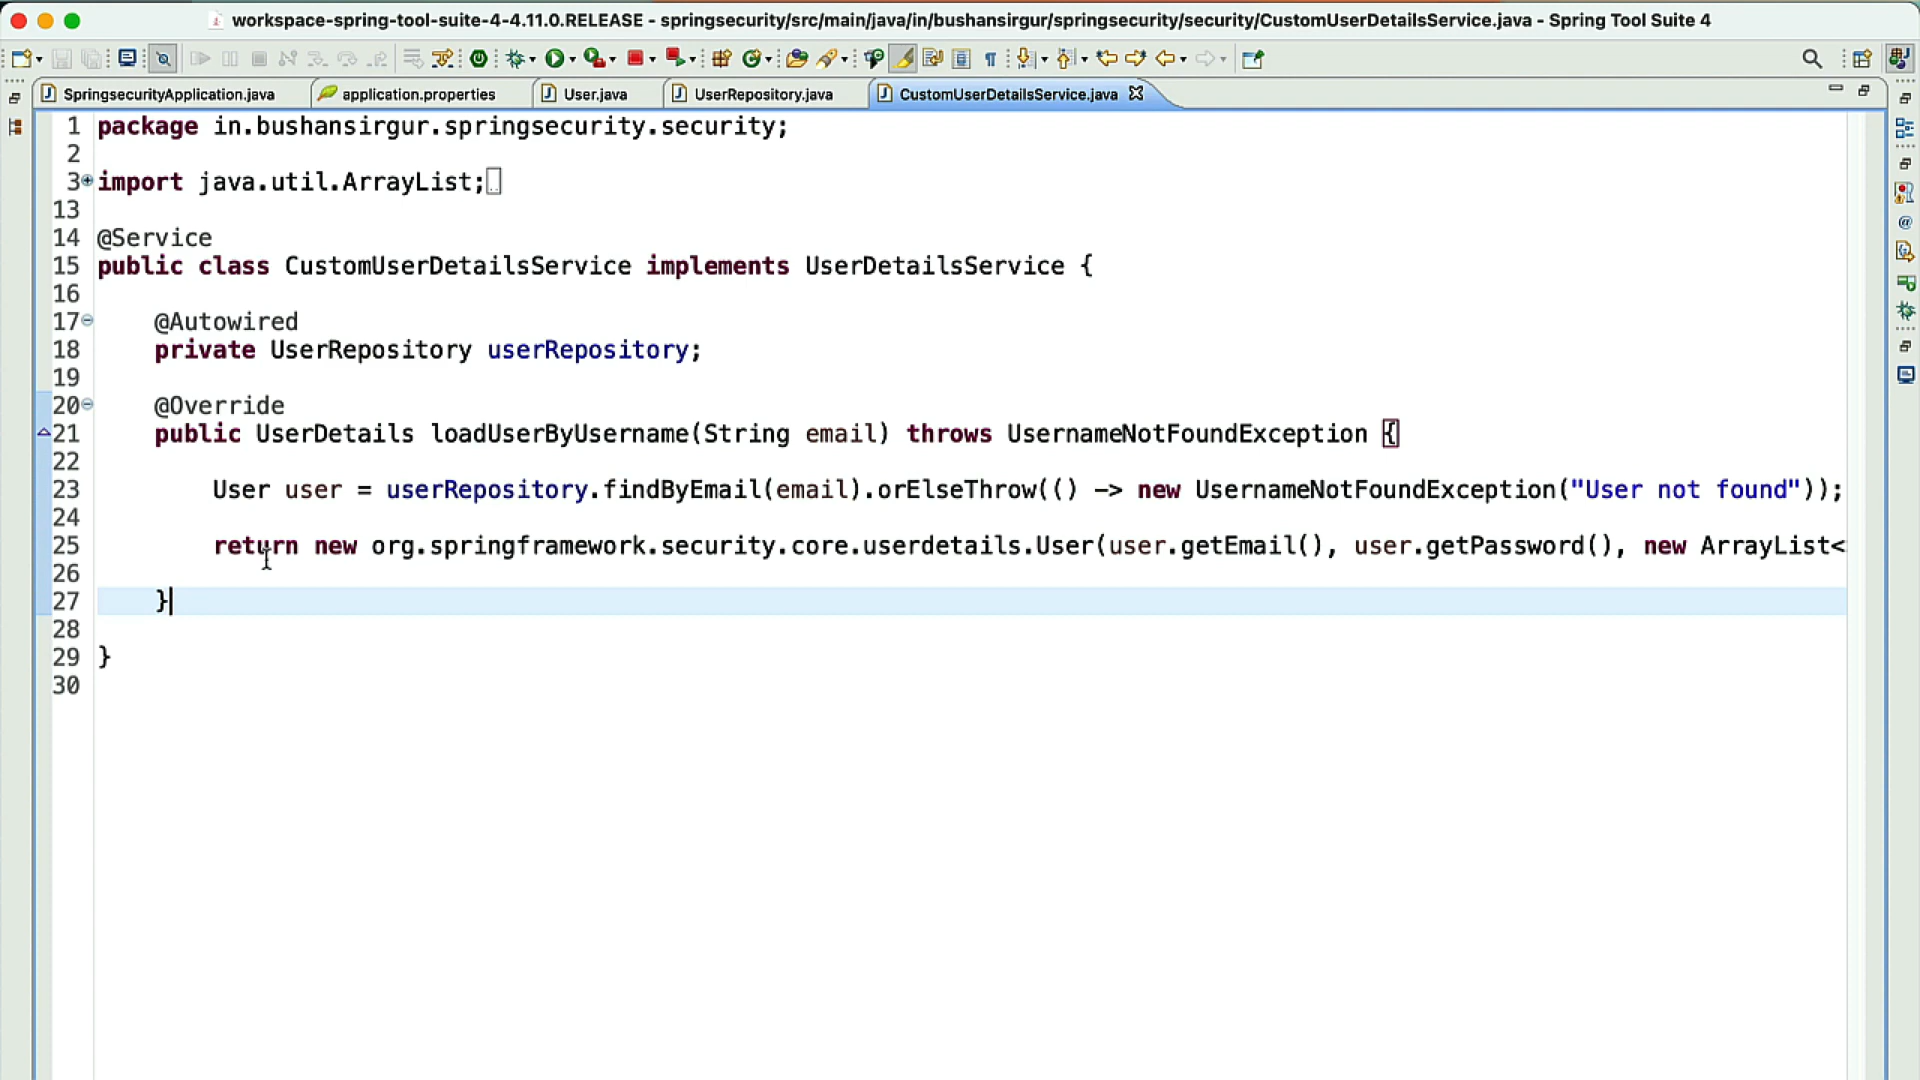 workspace-spring-tool-suite-4-4.11.0.RELEASE - springsecurity/src/main/java/in/bushansirgur/springsecurity/security/CustomUserDetailsService.java - Spring Tool Suite 4
SpringsecurityApplication.java application.properties User.java UserRepository.java CustomUserDetailsService.java
1 package in.bushansirgur.springsecurity.security;
2
3 import java.util.ArrayList;
13
14 @Service
15 public class CustomUserDetailsService implements UserDetailsService {
16
17 @Autowired
18 private UserRepository userRepository;
19
20 @Override
21 public UserDetails loadUserByUsername(String email) throws UsernameNotFoundException {
22
23 User user = userRepository.findByEmail(email).orElseThrow(() -> new UsernameNotFoundException("User not found"));
24
25 return new org.springframework.security.core.userdetails.User(user.getEmail(), user.getPassword(), new ArrayList<
26
27 }
28
29 }
30